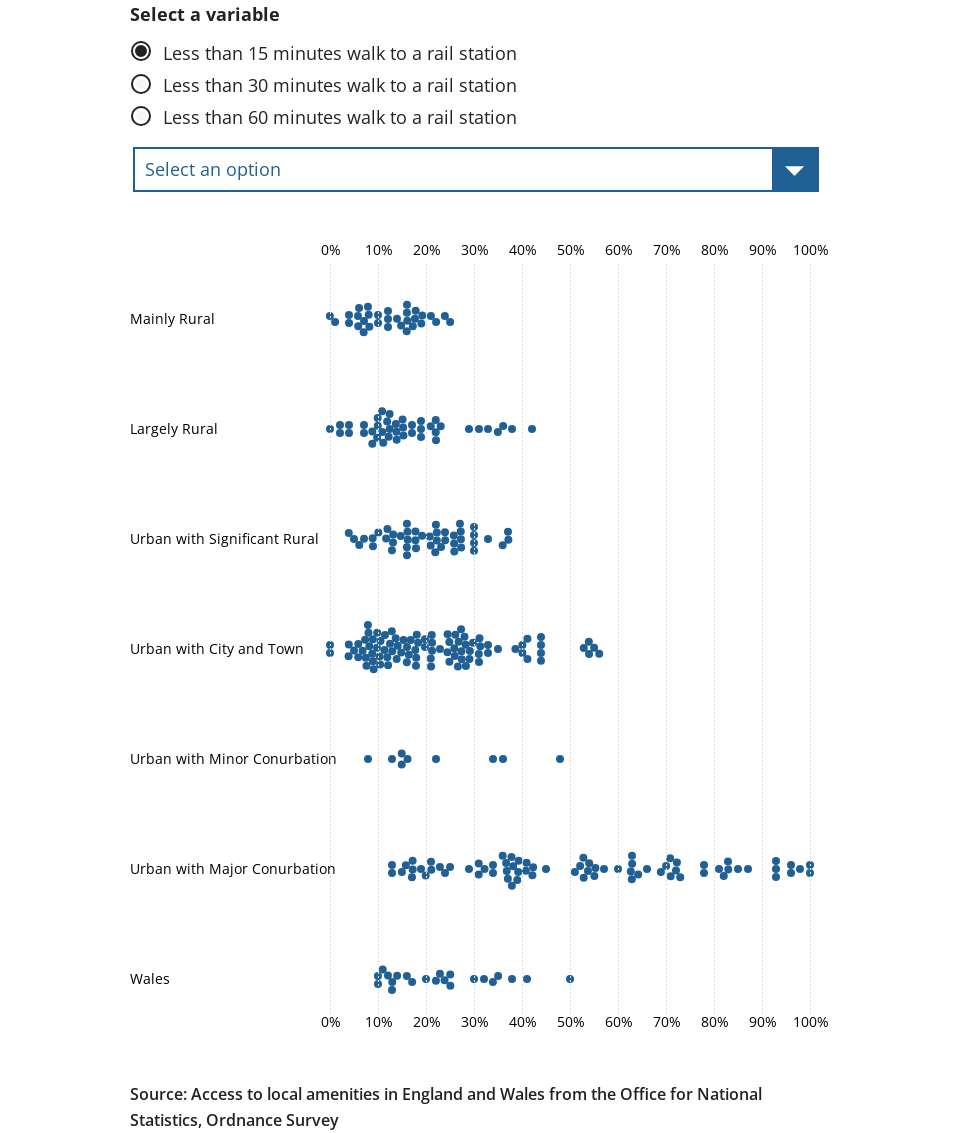 Select a variable
Less than 15 minutes walk to a rail station
Less than 30 minutes walk to a rail station
Less than 60 minutes walk to a rail station
Select an option
0% 10% 20% 30% 40% 50% 60% 70% 80% 90% 100%
Mainly Rural
Largely Rural
Urban with Significant Rural
Urban with City and Town
Urban with Minor Conurbation
Urban with Major Conurbation
Wales
0% 10% 20% 30% 40% 50% 60% 70% 80% 90% 100%
Source: Access to local amenities in England and Wales from the Office for National
Statistics, Ordnance Survey